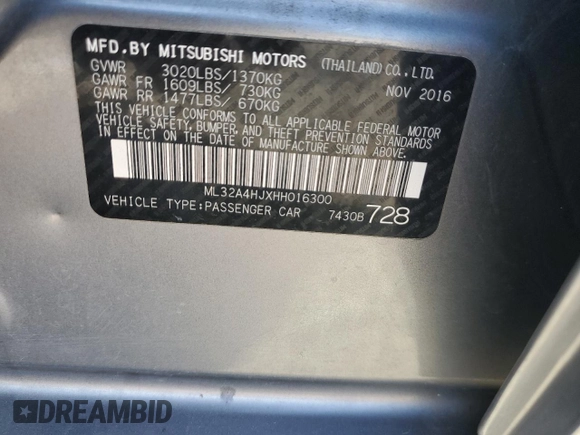 MFD.BY MITSUBISHI MOTORS (THAILAND)CO.,LTD.
GVWR 3020LBS/1370KG NOV 2016
GAWR FR 1609LBS/ 730KG
GAWR RR 1477LBS/ 670KG
THIS VEHICLE CONFORMS TO ALL APPLICABLE FEDERAL MOTOR
VEHICLE SAFETY, BUMPER, AND THEFT PREVENTION STANDARDS
IN EFFECT ON THE DATE OF MANUFACTURE SHOWN ABOVE.
ML32A4HJXHH016300
VEHICLE TYPE:PASSENGER CAR 7430B 728
DREAMBID